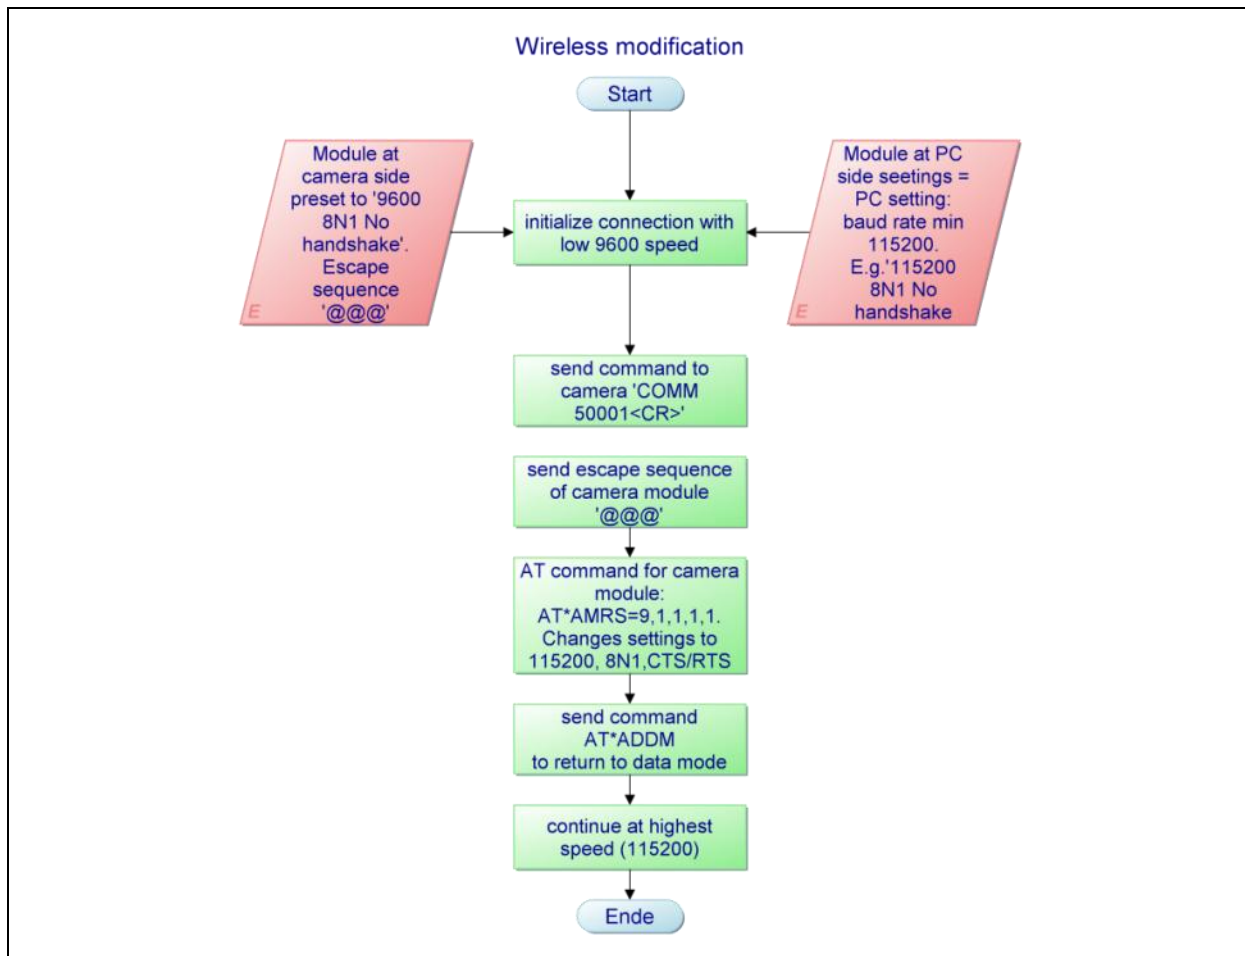 Wireless modification
Start
Module at
camera side
preset to '9600
8N1 No
handshake'.
Escape
sequence
'@@@'
E
initialize connection with
low 9600 speed
Module at PC
side seetings =
PC setting:
baud rate min
115200.
E.g.'115200
8N1 No
handshake
E
send command to
camera 'COMM
50001<CR>'
send escape sequence
of camera module
'@@@'
AT command for camera
module:
AT*AMRS=9,1,1,1,1.
Changes settings to
115200, 8N1,CTS/RTS
send command
AT*ADDM
to return to data mode
continue at highest
speed (115200)
Ende